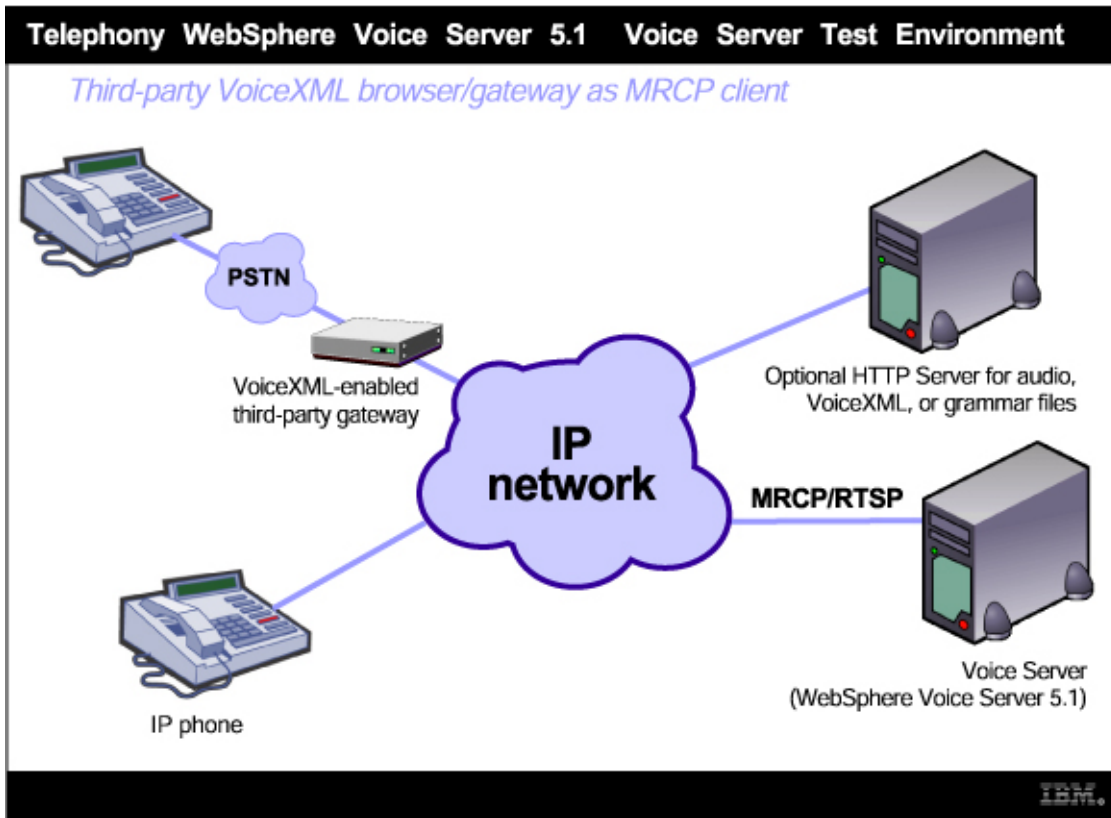 Telephony WebSphere Voice Server 5.1 Voice Server Test Environment
Third-party VoiceXML browser/gateway as MRCP client
PSTN
VoiceXML-enabled
third-party gateway
Optional HTTP Server for audio,
VoiceXML, or grammar files
IP
network
MRCP/RTSP
Voice Server
(WebSphere Voice Server 5.1)
IP phone
IBM.